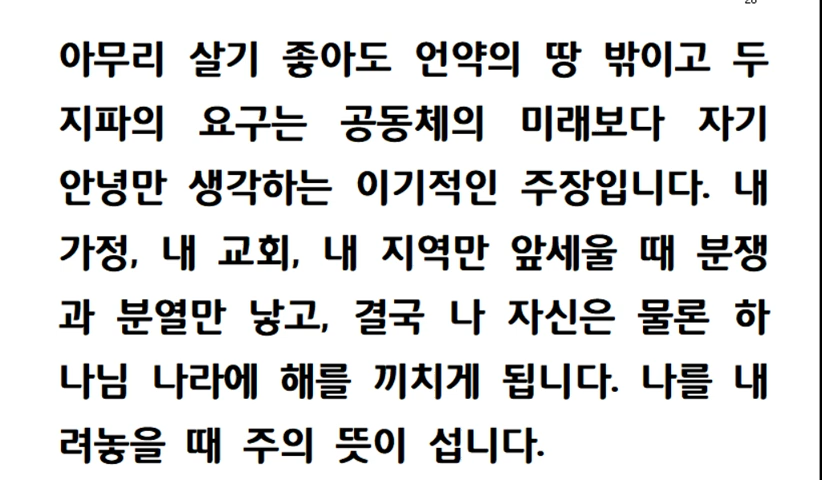 아무리 살기 좋아도 언약의 땅 밖이고 두
지파의 요구는 공동체의 미래보다 자기
안녕만 생각하는 이기적인 주장입니다. 내
가정, 내 교회, 내 지역만 앞세울 때 분쟁
과 분열만 낳고, 결국 나 자신은 물론 하
나님 나라에 해를 끼치게 됩니다. 나를 내
려놓을 때 주의 뜻이 섭니다.